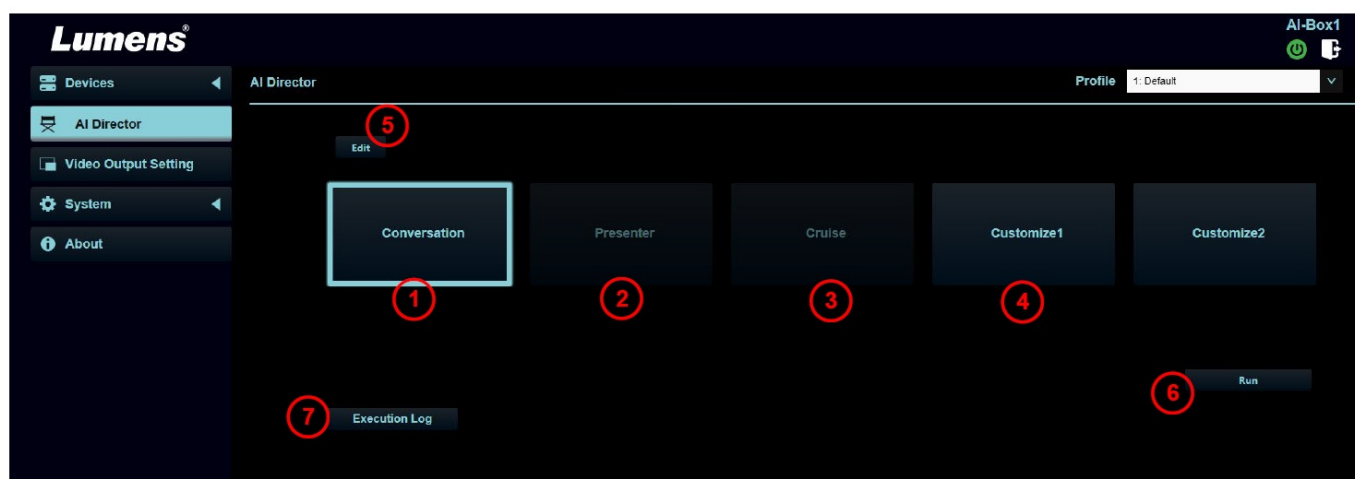 Lumens®
AI-Box1
Devices
AI Director
Profile
1: Default
AI Director
5
Edit
Video Output Setting
System
About
Conversation
Presenter
Cruise
Customize1
Customize2
1
2
3
4
Run
6
7
Execution Log